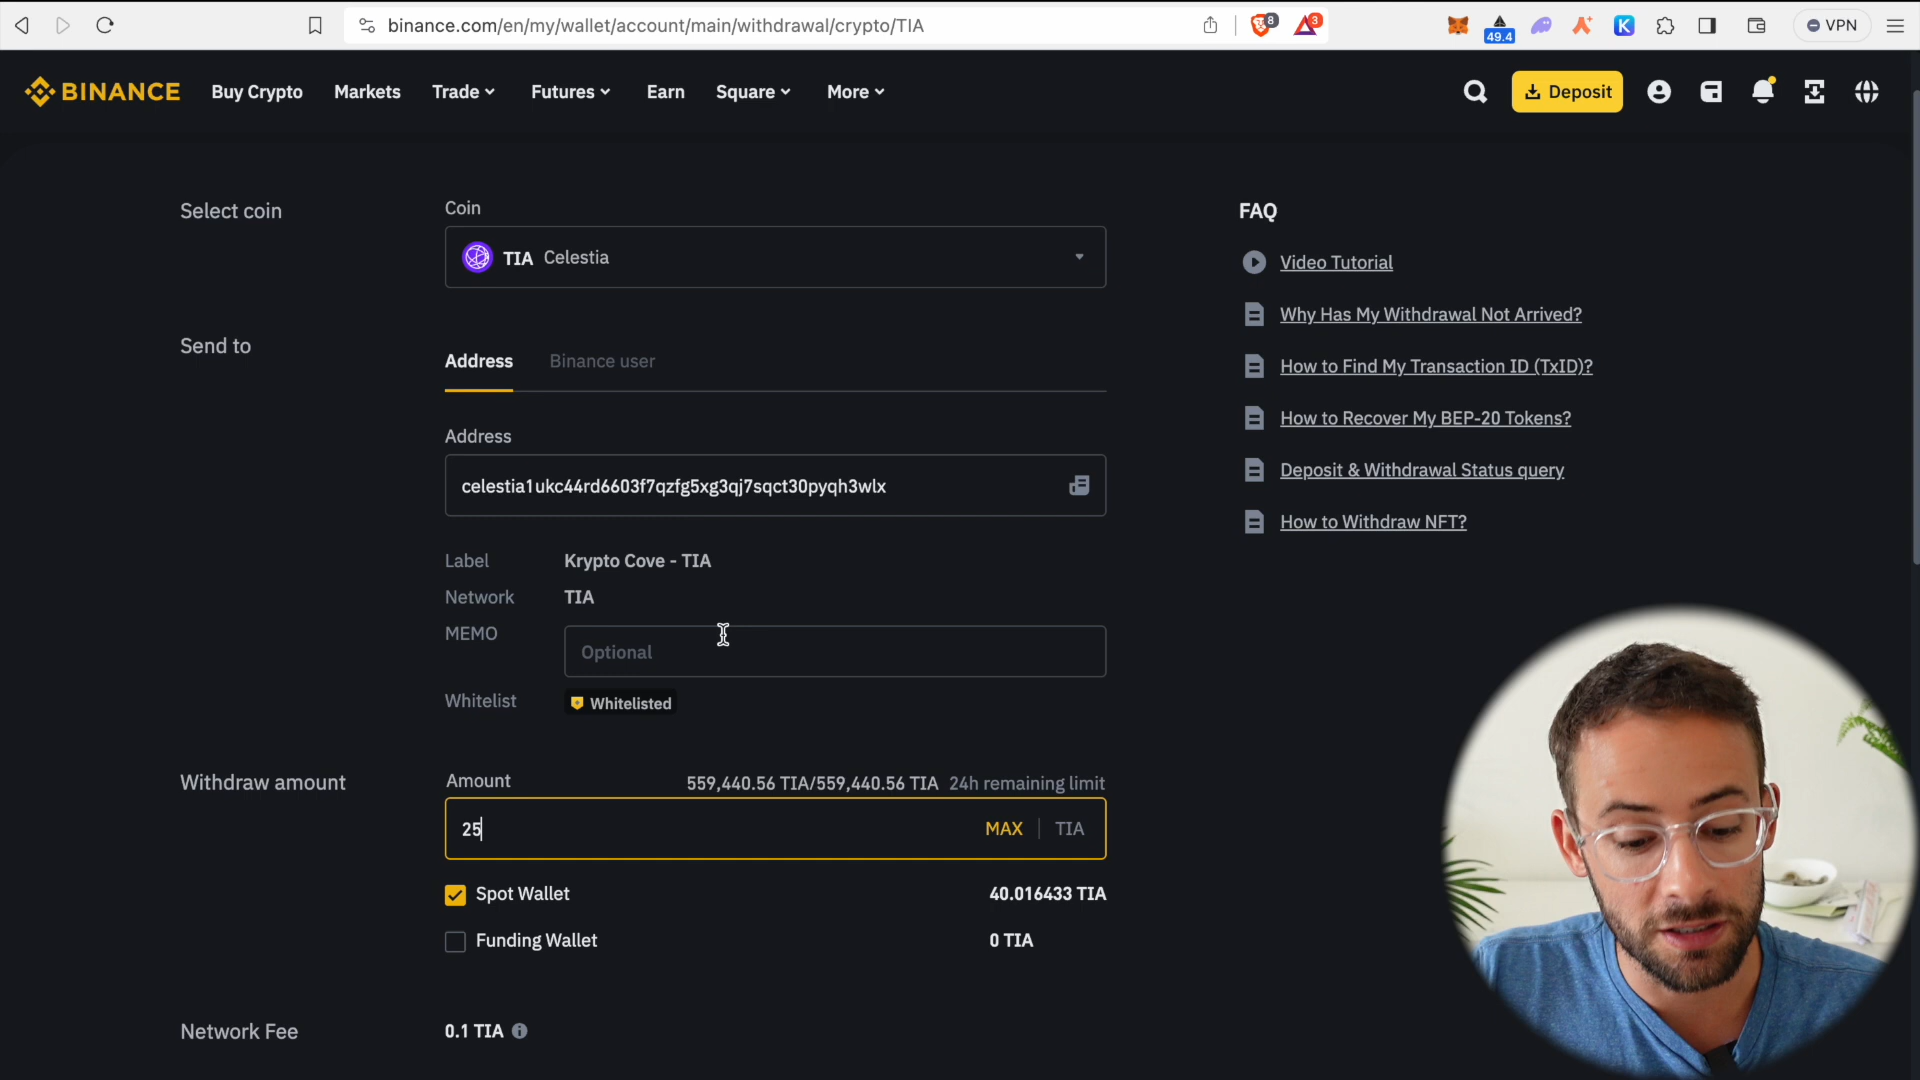 binance.com/en/my/wallet/account/main/withdrawal/crypto/TIA
8
3
49.4
K
VPN
BINANCE
Buy Crypto
Markets
Trade
Futures
Earn
Square
More
Deposit
Select coin
Coin
TIA Celestia
Send to
Address
Binance user
Address
celestia1ukc44rd6603f7qzfg5xg3qj7sqct30pyqh3wlx
Label
Krypto Cove - TIA
Network
TIA
MEMO
Optional
Whitelist
Whitelisted
Withdraw amount
Amount
559,440.56 TIA/559,440.56 TIA 24h remaining limit
25
MAX
TIA
Spot Wallet
40.016433 TIA
Funding Wallet
0 TIA
Network Fee
0.1 TIA
FAQ
Video Tutorial
Why Has My Withdrawal Not Arrived?
How to Find My Transaction ID (TxID)?
How to Recover My BEP-20 Tokens?
Deposit & Withdrawal Status query
How to Withdraw NFT?